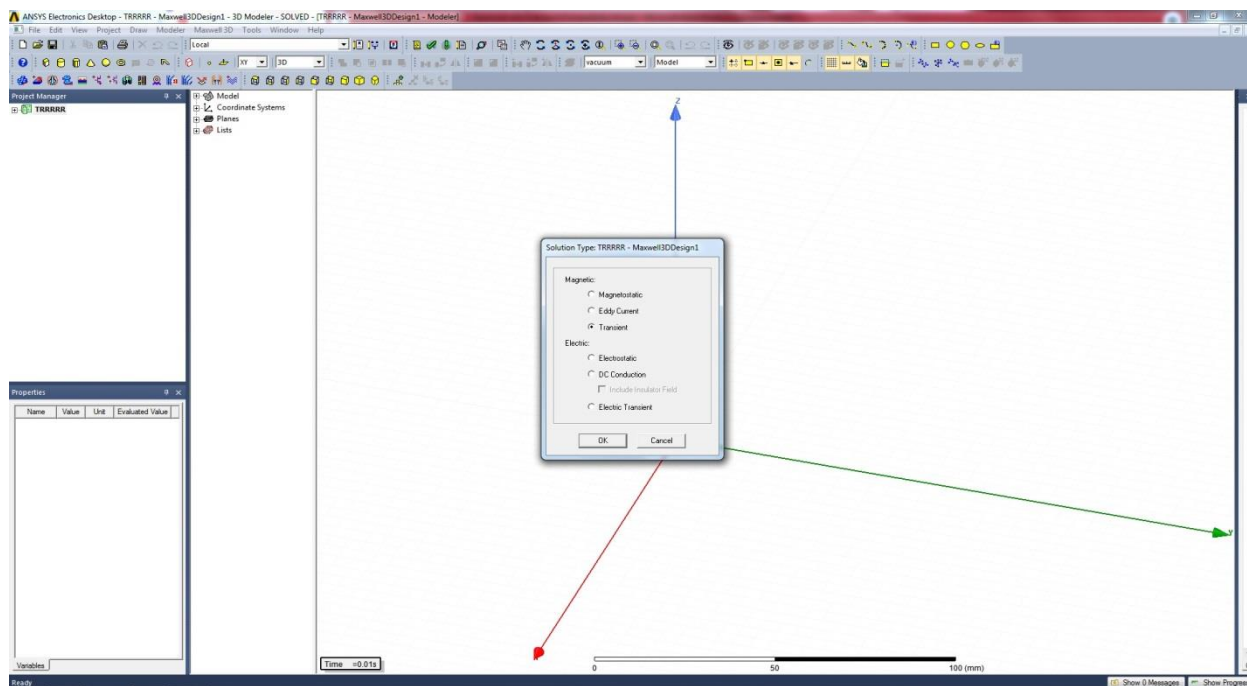 ANSYS Electronics Desktop - TRRRRR - Maxwell3DDesign1 - 3D Modeler - SOLVED - [TRRRRR - Maxwell3DDesign1 - Modeler]
File Edit View Project Draw Modeler Maxwell 3D Tools Window Help
Local
XY 3D vacuum Model
Project Manager
TRRRRR
Model
Coordinate Systems
Planes
Lists
Z
Solution Type: TRRRRR - Maxwell3DDesign1
Magnetic:
Magnetostatic
Eddy Current
Transient
Electric:
Electrostatic
DC Conduction
Include Insulator Field
Electric Transient
OK Cancel
Y
Properties
Name Value Unit Evaluated Value
Variables
Time =0.01s
0 50 100 (mm)
Ready
Show 0 Messages Show Progress